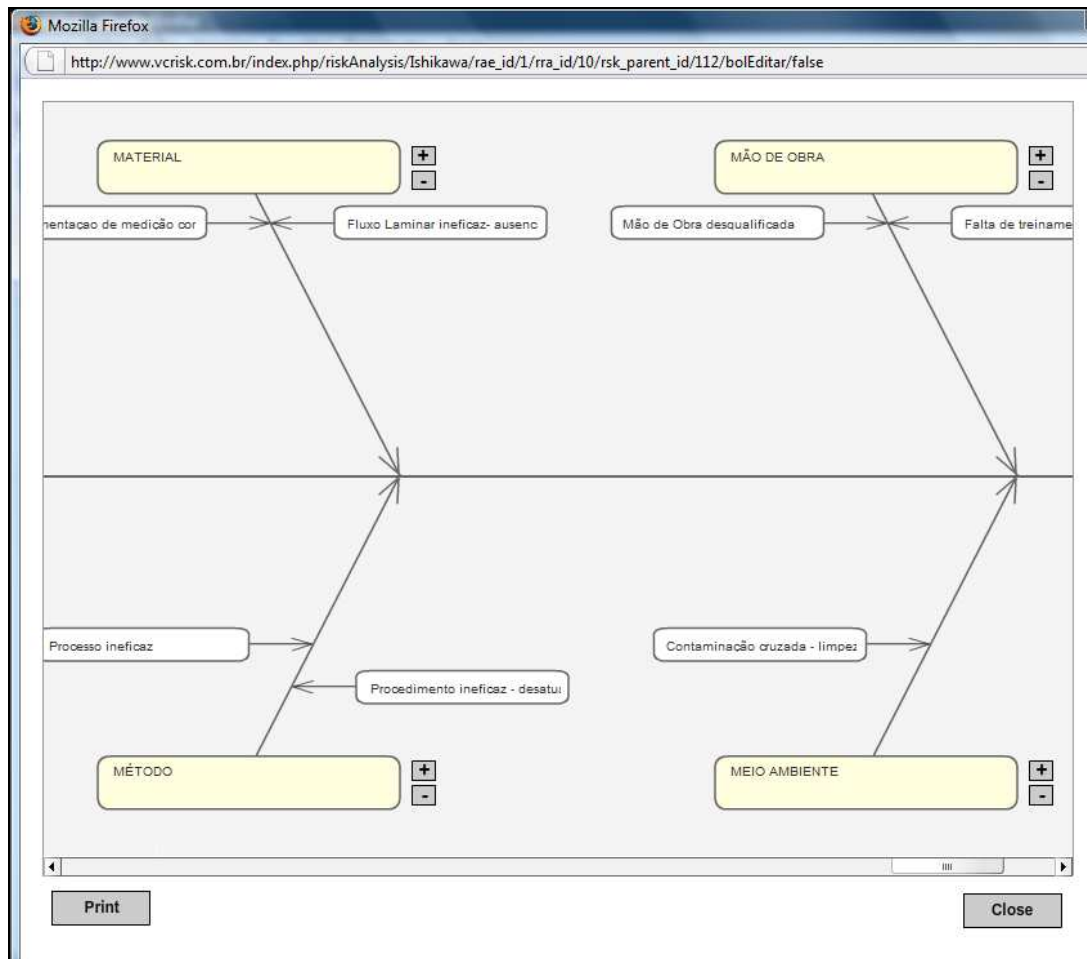 Mozilla Firefox
http://www.vcrisk.com.br/index.php/riskAnalysis/Ishikawa/rae_id/1/rra_id/10/rsk_parent_id/112/bolEditar/false
MATERIAL
+
-
MÃO DE OBRA
+
-
mentaçao de medição cor
Fluxo Laminar ineficaz- ausenc
Mão de Obra desqualificada
Falta de treiname
Processo ineficaz
Contaminação cruzada - limpez
Procedimento ineficaz - desatu
MÉTODO
+
-
MEIO AMBIENTE
+
-
Print
Close